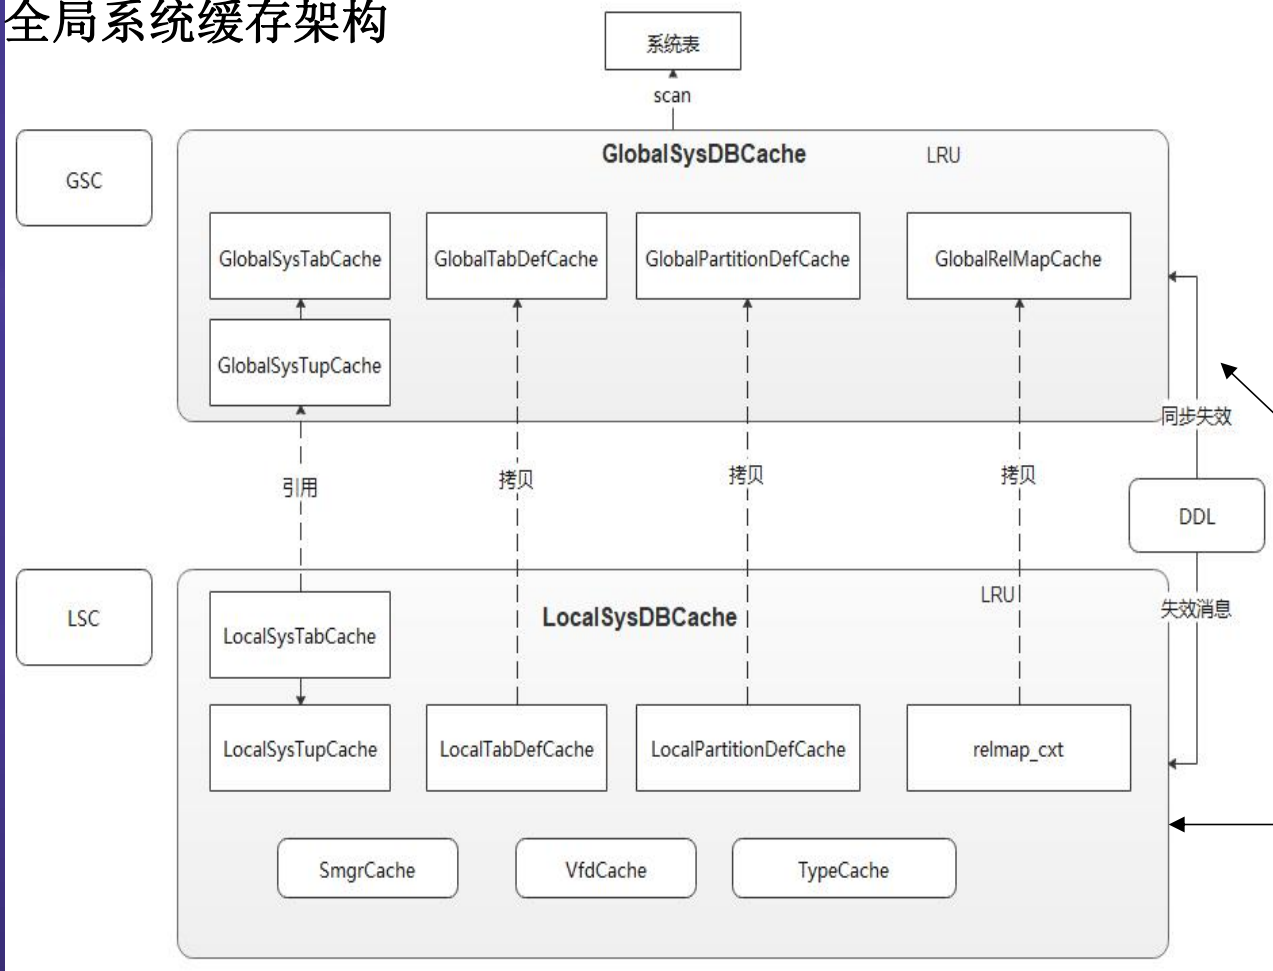 全局系统缓存架构
系统表
scan
GSC
GlobalSysDBCache
LRU
GlobalSysTabCache
GlobalTabDefCache
GlobalPartitionDefCache
GlobalRelMapCache
GlobalSysTupCache
同步失效
引用
拷贝
拷贝
拷贝
DDL
LSC
LRU
LocalSysDBCache
失效消息
LocalSysTabCache
LocalSysTupCache
LocalTabDefCache
LocalPartitionDefCache
relmap_cxt
SmgrCache
VfdCache
TypeCache